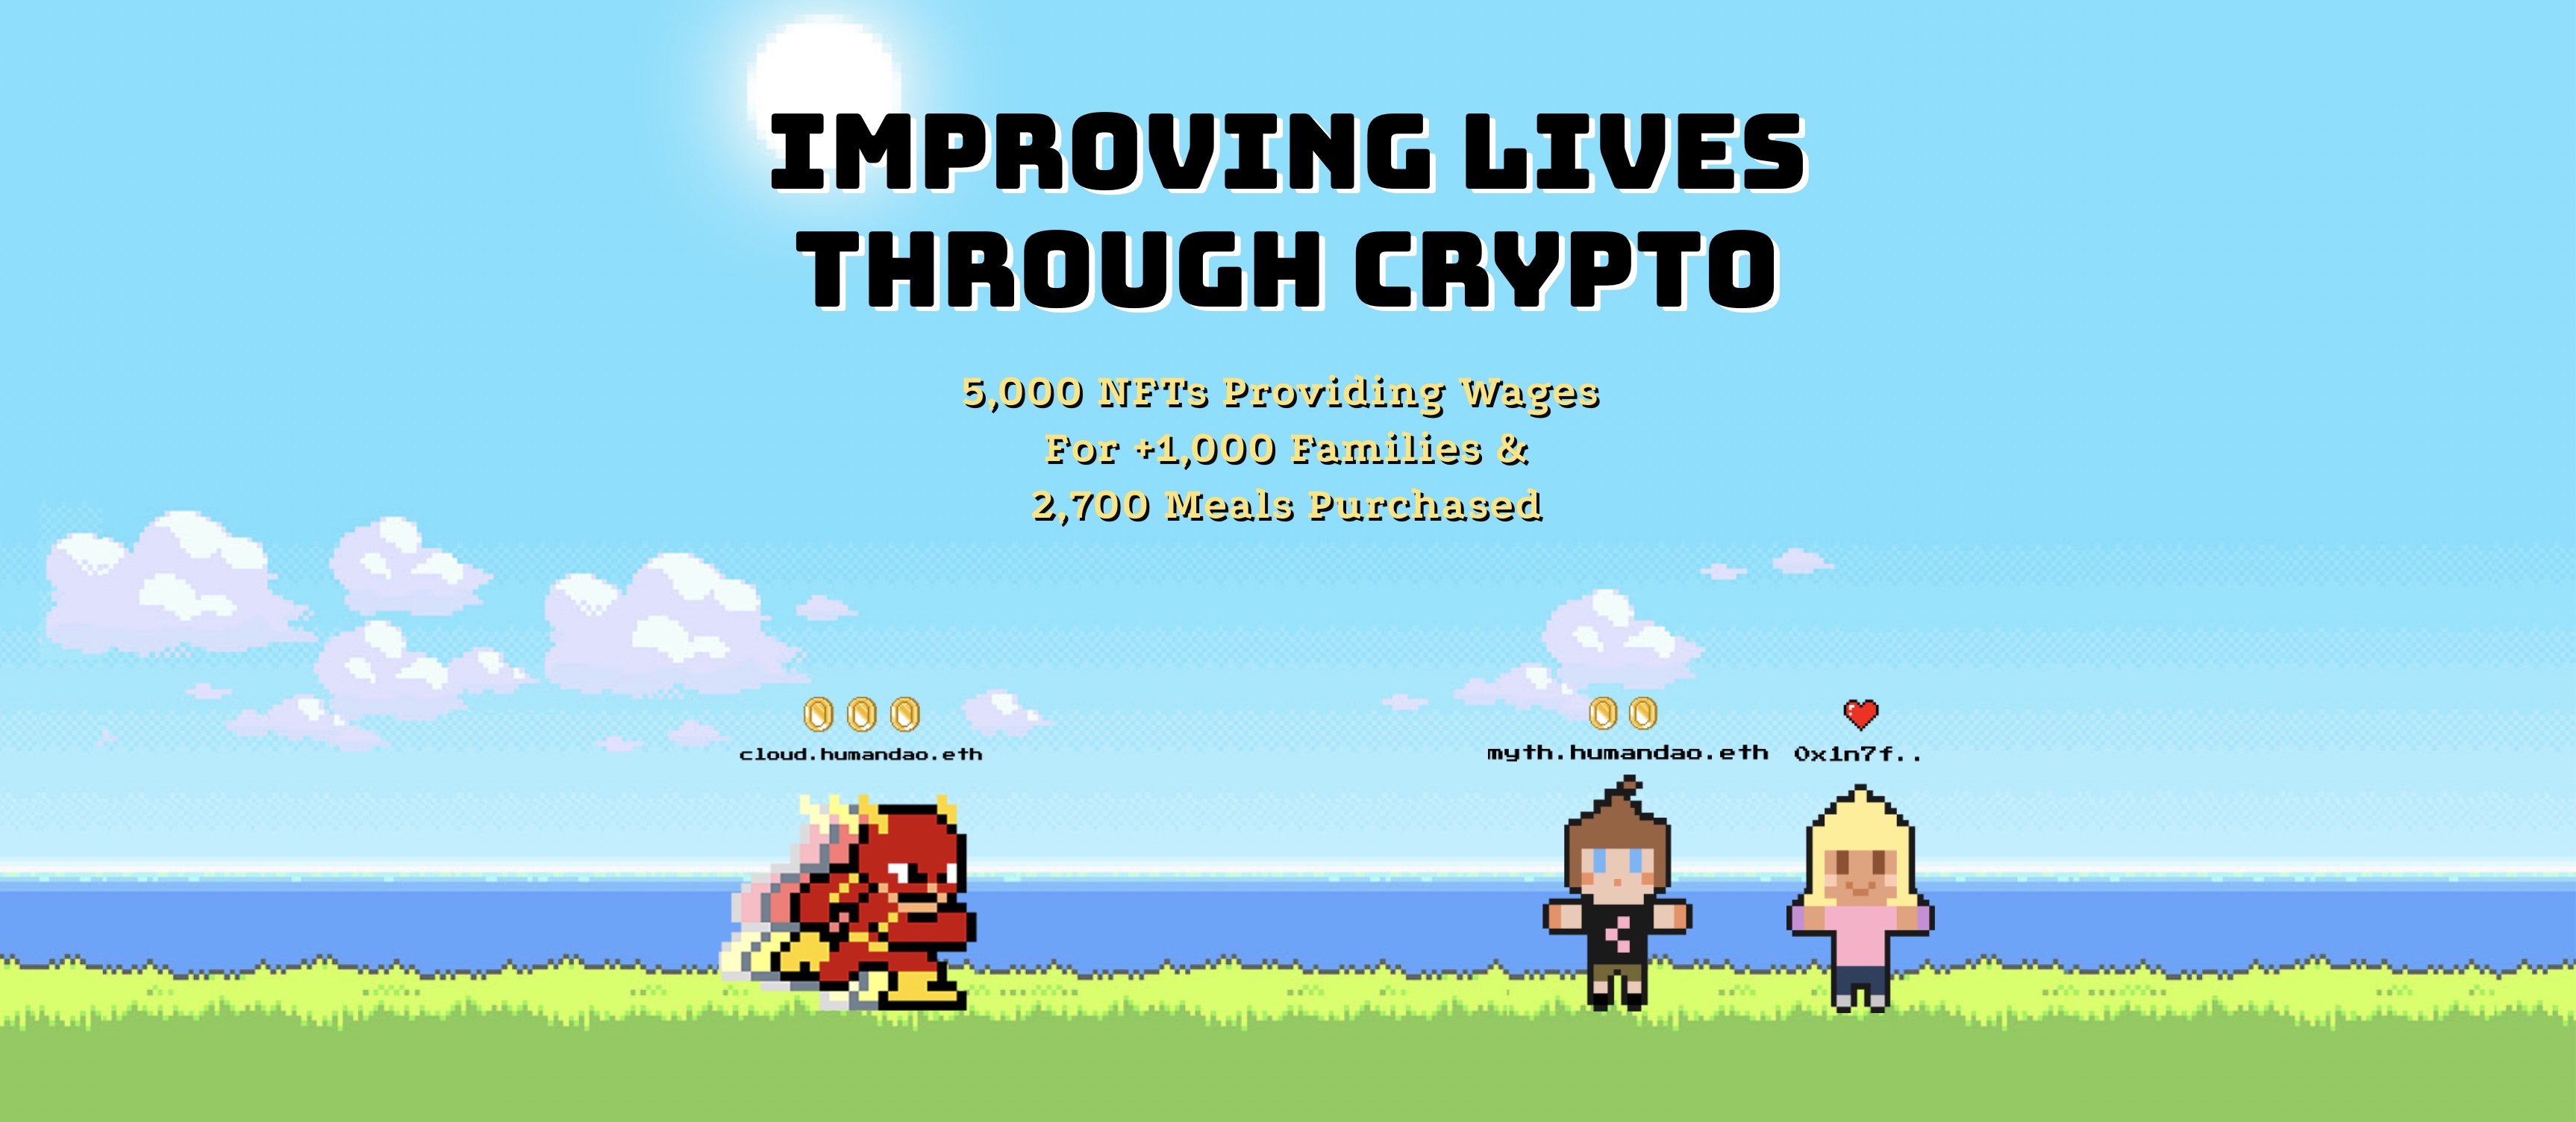 IMPROVING LIVES
THROUGH CRYPTO
5,000 NFTs Providing Wages
For +1,000 Families &
2,700 Meals Purchased
cloud.humandao.eth
myth.humandao.eth
0x1n7f..